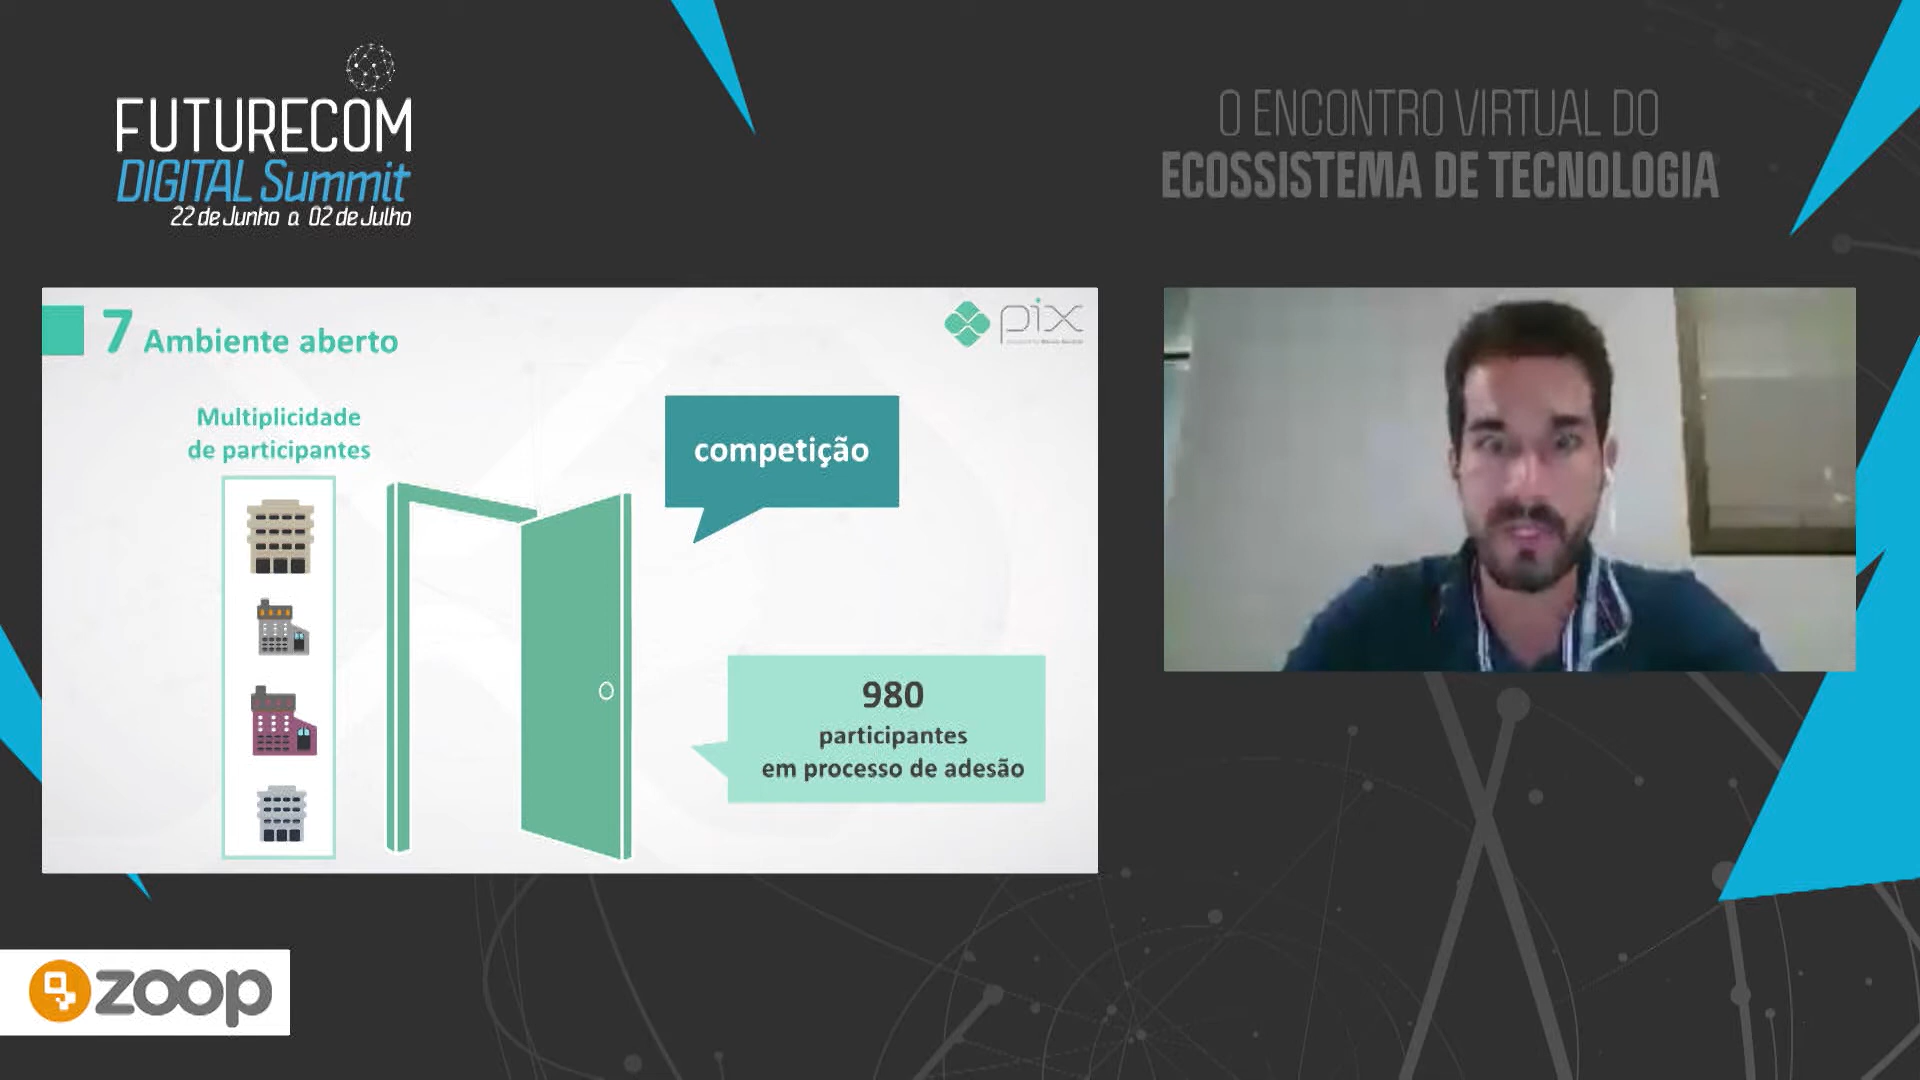 FUTURECOM
DIGITAL Summit
22 de Junho a 02 de Julho
O ENCONTRO VIRTUAL DO
ECOSSISTEMA DE TECNOLOGIA
7 Ambiente aberto
pix
Multiplicidade
de participantes
competição
980
participantes
em processo de adesão
zoop